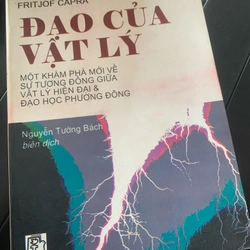 FRITJOF CAPRA
ĐẠO CỦA
VẬT LÝ
MỘT KHÁM PHÁ MỚI VỀ
SỰ TƯƠNG ĐỒNG GIỮA
VẬT LÝ HIỆN ĐẠI &
ĐẠO HỌC PHƯƠNG ĐÔNG
Nguyễn Tường Bách
biên dịch